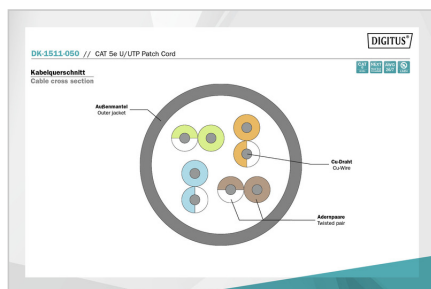 DIGITUS®
DK-1511-050 // CAT 5e U/UTP Patch Cord
Kabelquerschnitt
Cable cross section
Außenmantel
Outer jacket
Cu-Draht
Cu-Wire
Adernpaare
Twisted pair